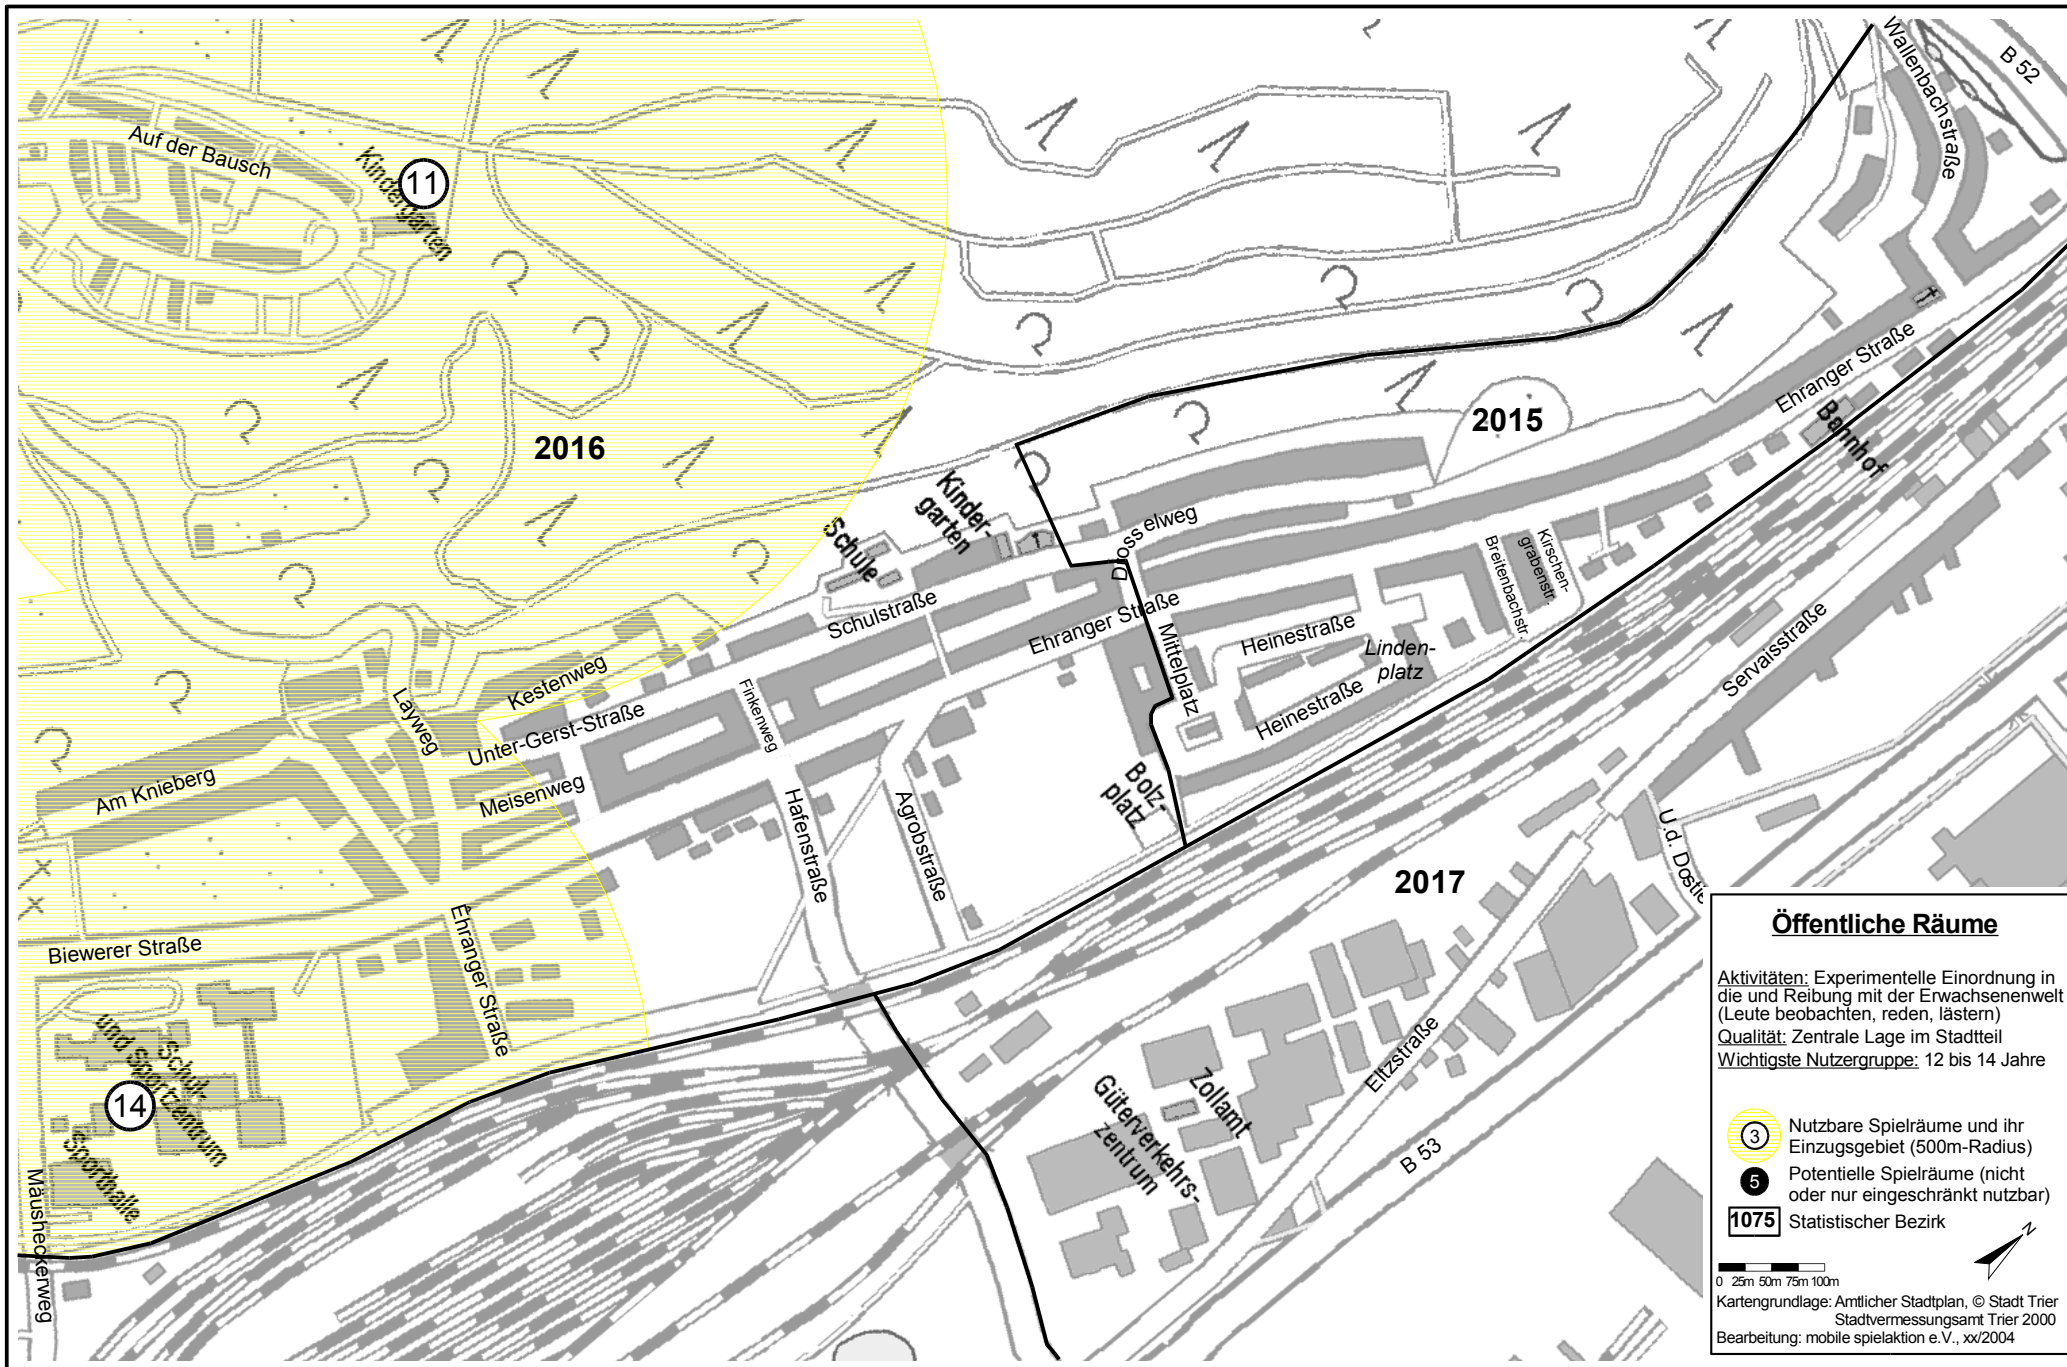 Wallenbachstraße
B 52
Auf der Bausch
Kindergarten
11
2016
2015
Ehranger Straße
Bahnhof
Kinder-
garten
Schule
Drosselweg
Kirschen-
grabenstr.
Breitenbachstr.
Schulstraße
Ehranger Straße
Mittelplatz
Heinestraße
Linden-
platz
Heinestraße
Servaisstraße
Kestenweg
Layweg
Finkenweg
Unter-Gerst-Straße
Am Knieberg
Meisenweg
Hafenstraße
Agrobstraße
Bolz-
platz
U.d. Dostle
2017
Biewerer Straße
Ehranger Straße
Schul-
und Sportzentrum
14
Sporthalle
Mäusheckerweg
Güterverkehrs-
zentrum
Zollamt
Eltzstraße
B 53
Öffentliche Räume
Aktivitäten: Experimentelle Einordnung in
die und Reibung mit der Erwachsenenwelt
(Leute beobachten, reden, lästern)
Qualität: Zentrale Lage im Stadtteil
Wichtigste Nutzergruppe: 12 bis 14 Jahre
3 Nutzbare Spielräume und ihr
Einzugsgebiet (500m-Radius)
5 Potentielle Spielräume (nicht
oder nur eingeschränkt nutzbar)
1075 Statistischer Bezirk
N
0 25m 50m 75m 100m
Kartengrundlage: Amtlicher Stadtplan, © Stadt Trier
Stadtvermessungsamt Trier 2000
Bearbeitung: mobile spielaktion e.V., xx/2004